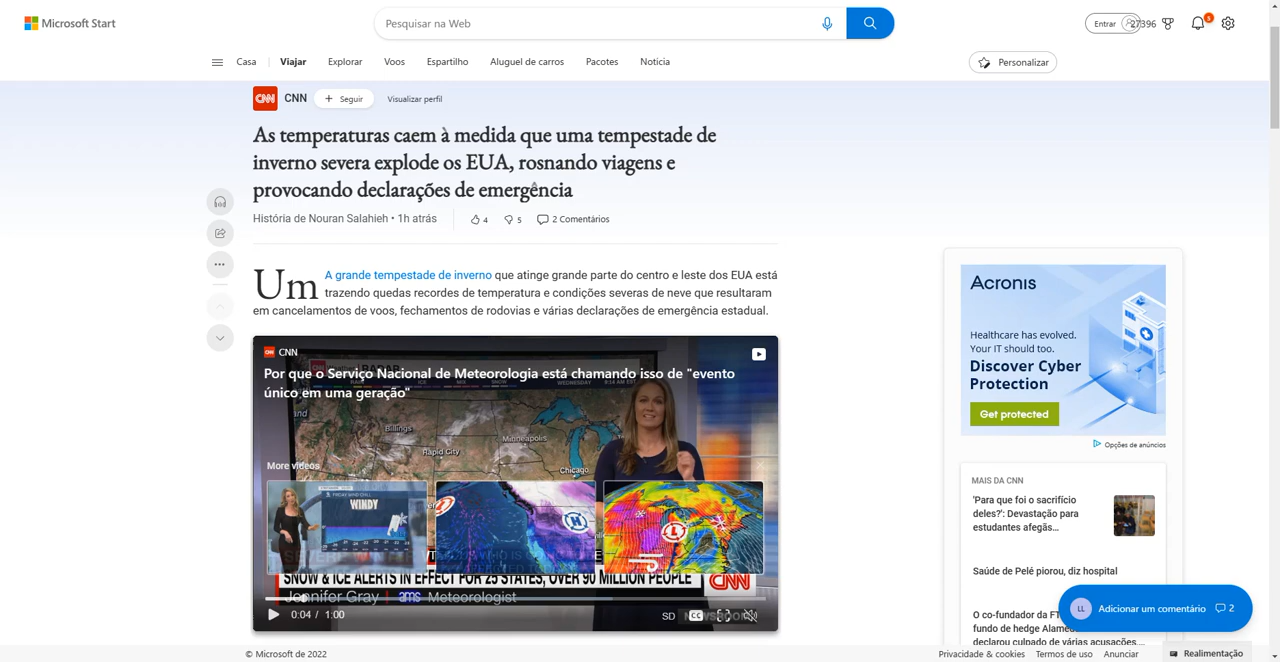 Microsoft Start
Pesquisar na Web
Entrar
27396
5
Casa
Viajar
Explorar
Voos
Espartilho
Aluguel de carros
Pacotes
Notícia
Personalizar
CNN CNN
Seguir
Visualizar perfil
As temperaturas caem à medida que uma tempestade de
inverno severa explode os EUA, rosnando viagens e
provocando declarações de emergência
História de Nouran Salahieh • 1h atrás
4
5
2 Comentários
Um A grande tempestade de inverno que atinge grande parte do centro e leste dos EUA está
trazendo quedas recordes de temperatura e condições severas de neve que resultaram
em cancelamentos de voos, fechamentos de rodovias e várias declarações de emergência estadual.
CNN CNN
Por que o Serviço Nacional de Meteorologia está chamando isso de "evento
único em uma geração"
WEDNESDAY
Billings
Minneapolis
Rapid City
Chicago
More videos
WINDY
H
L
SNOW & ICE ALERTS IN EFFECT FOR 25 STATES, OVER 90 MILLION PEOPLE
CNN
Jennifer Gray
ams
Meteorologist
0:04 / 1:00
SD
CC
NEWSROOM
Acronis
Healthcare has evolved.
Your IT should too.
Discover Cyber
Protection
Get protected
Opções de anúncios
MAIS DA CNN
'Para que foi o sacrifício
deles?': Devastação para
estudantes afegãs...
Saúde de Pelé piorou, diz hospital
O co-fundador da FT
fundo de hedge Alamed
declarou culpado de várias acusações,...
LL
Adicionar um comentário
2
© Microsoft de 2022
Privacidade & cookies
Termos de uso
Anunciar
Realimentação